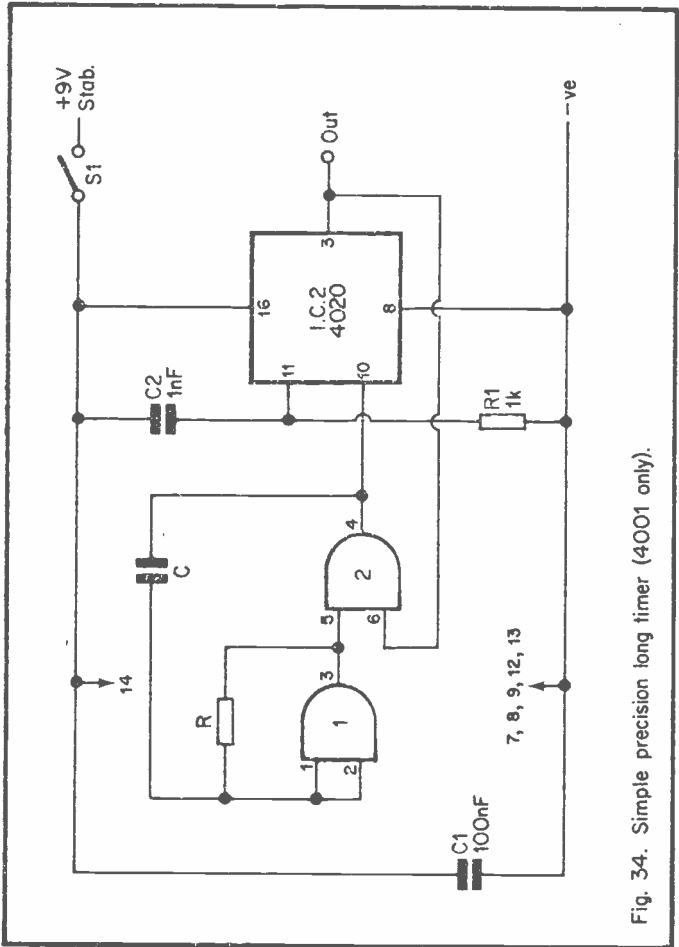 +9V
Stab.
S1
C2
1nF
C
16
I.C.2
4020
3
Out
11
10
8
R
1
2
3
1
5
6
4
2
14
R1
1k
7, 8, 9, 12, 13
C1
100nF
-ve
Fig. 34. Simple precision long timer (4001 only).